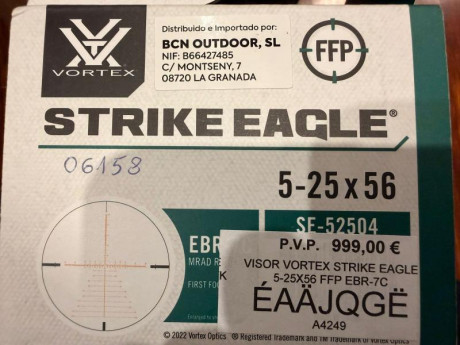 VORTEX
Distribuido e Importado por:
BCN OUTDOOR, SL
NIF: B66427485
C/ MONTSENY, 7
08720 LA GRANADA
FFP
STRIKE EAGLE®
06158
5-25x56
SE-52504
EBR
MRAD R
FIRST FOC
P.V.P. 999,00 €
VISOR VORTEX STRIKE EAGLE
K 5-25X56 FFP EBR-7C
ÉAÄJQGË
A4249
© 2022 Vortex Optics ® Registered Trademark and TM Trademark of Vortex Optics